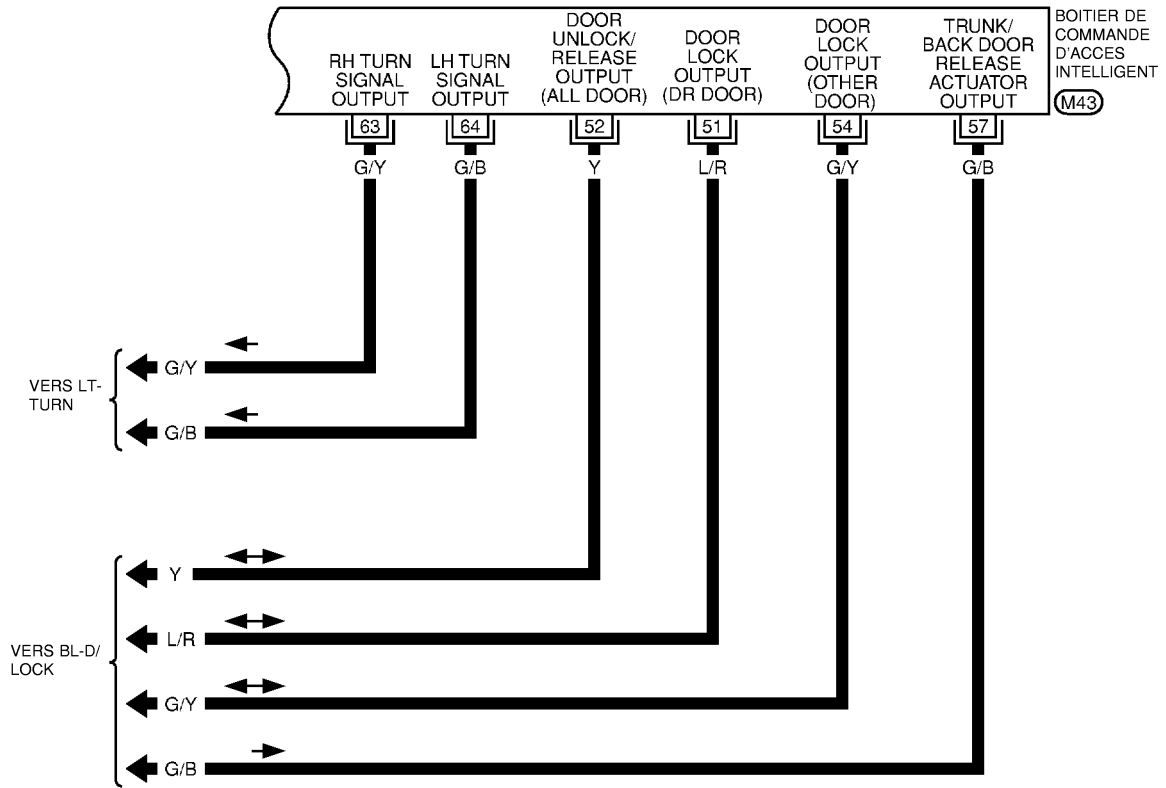 BOITIER DE
COMMANDE
D'ACCES
INTELLIGENT
M43
RH TURN
SIGNAL
OUTPUT
LH TURN
SIGNAL
OUTPUT
DOOR
UNLOCK/
RELEASE
OUTPUT
(ALL DOOR)
DOOR
LOCK
OUTPUT
(DR DOOR)
DOOR
LOCK
OUTPUT
(OTHER
DOOR)
TRUNK/
BACK DOOR
RELEASE
ACTUATOR
OUTPUT
63 64 52 51 54 57
G/Y G/B Y L/R G/Y G/B
VERS LT-
TURN
G/Y
G/B
VERS BL-D/
LOCK
Y
L/R
G/Y
G/B